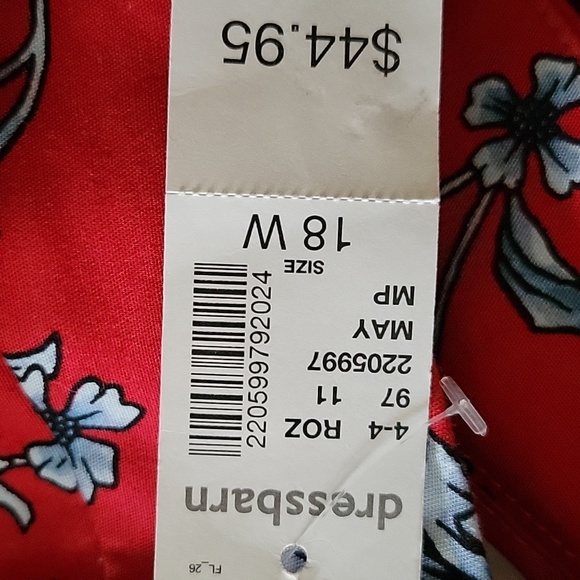 FL_26
dressbarn
4-4 ROZ
97 11
2205997
MAY
MP
220599792024
SIZE
18 W
$44.95